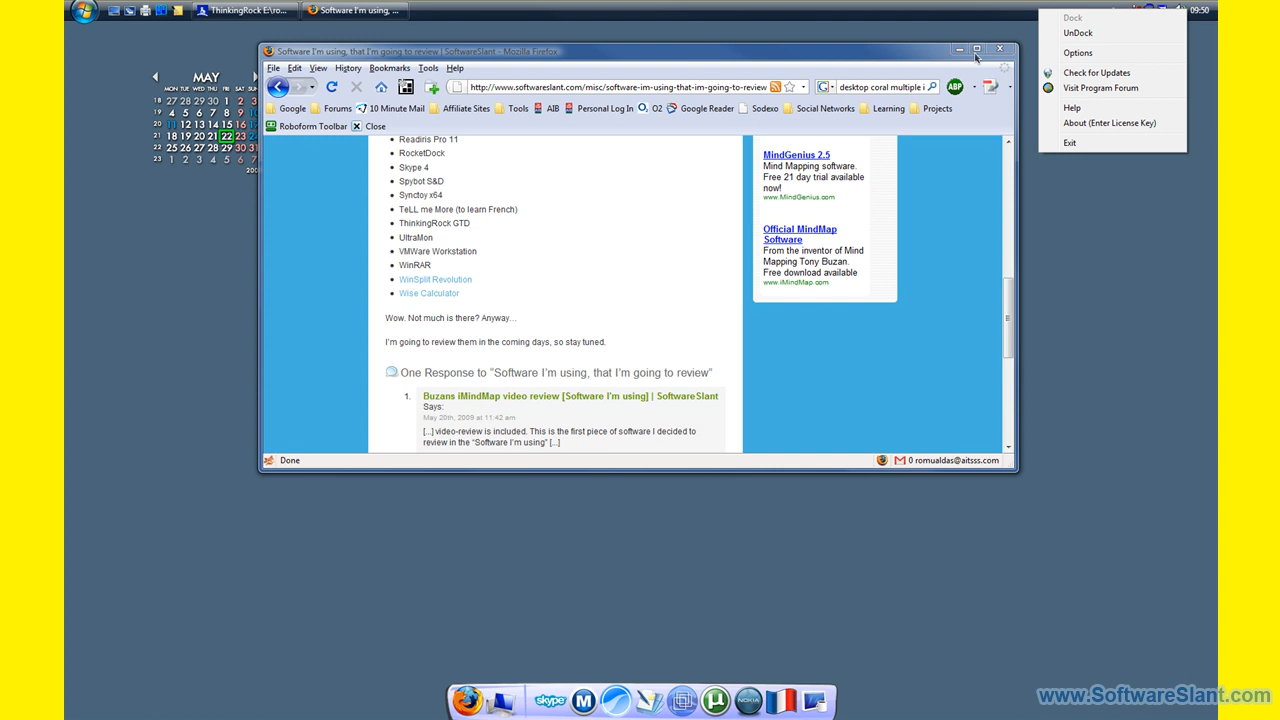 ThinkingRock E:\ro...
Software I'm using, ...
09:50
Dock
UnDock
Options
Check for Updates
Visit Program Forum
Help
About (Enter License Key)
Exit
MAY
MON TUE WED THU FRI SAT SUN
18 27 28 29 30 1 2 3
19 4 5 6 7 8 9 10
20 11 12 13 14 15 16 17
21 18 19 20 21 22 23 24
22 25 26 27 28 29 30 31
23 1 2 3 4 5 6 7
Software I'm using, that I'm going to review | SoftwareSlant - Mozilla Firefox
File Edit View History Bookmarks Tools Help
http://www.softwareslant.com/misc/software-im-using-that-im-going-to-review
desktop coral multiple i
ABP
Google Forums 10 Minute Mail Affiliate Sites Tools AIB Personal Log In O2 Google Reader Sodexo Social Networks Learning Projects
Roboform Toolbar Close
Readiris Pro 11
RocketDock
Skype 4
Spybot S&D
Synctoy x64
TeLL me More (to learn French)
ThinkingRock GTD
UltraMon
VMWare Workstation
WinRAR
WinSplit Revolution
Wise Calculator
Wow. Not much is there? Anyway…
I'm going to review them in the coming days, so stay tuned.
One Response to "Software I'm using, that I'm going to review"
1. Buzans iMindMap video review [Software I'm using] | SoftwareSlant
Says:
May 20th, 2009 at 11:42 am
[...] video-review is included. This is the first piece of software I decided to
review in the "Software I'm using" [...]
MindGenius 2.5
Mind Mapping software.
Free 21 day trial available
now!
www.MindGenius.com
Official MindMap
Software
From the inventor of Mind
Mapping Tony Buzan.
Free download available
www.iMindMap.com
Done
0 romualdas@aitsss.com
skype
NOKIA
www.SoftwareSlant.com